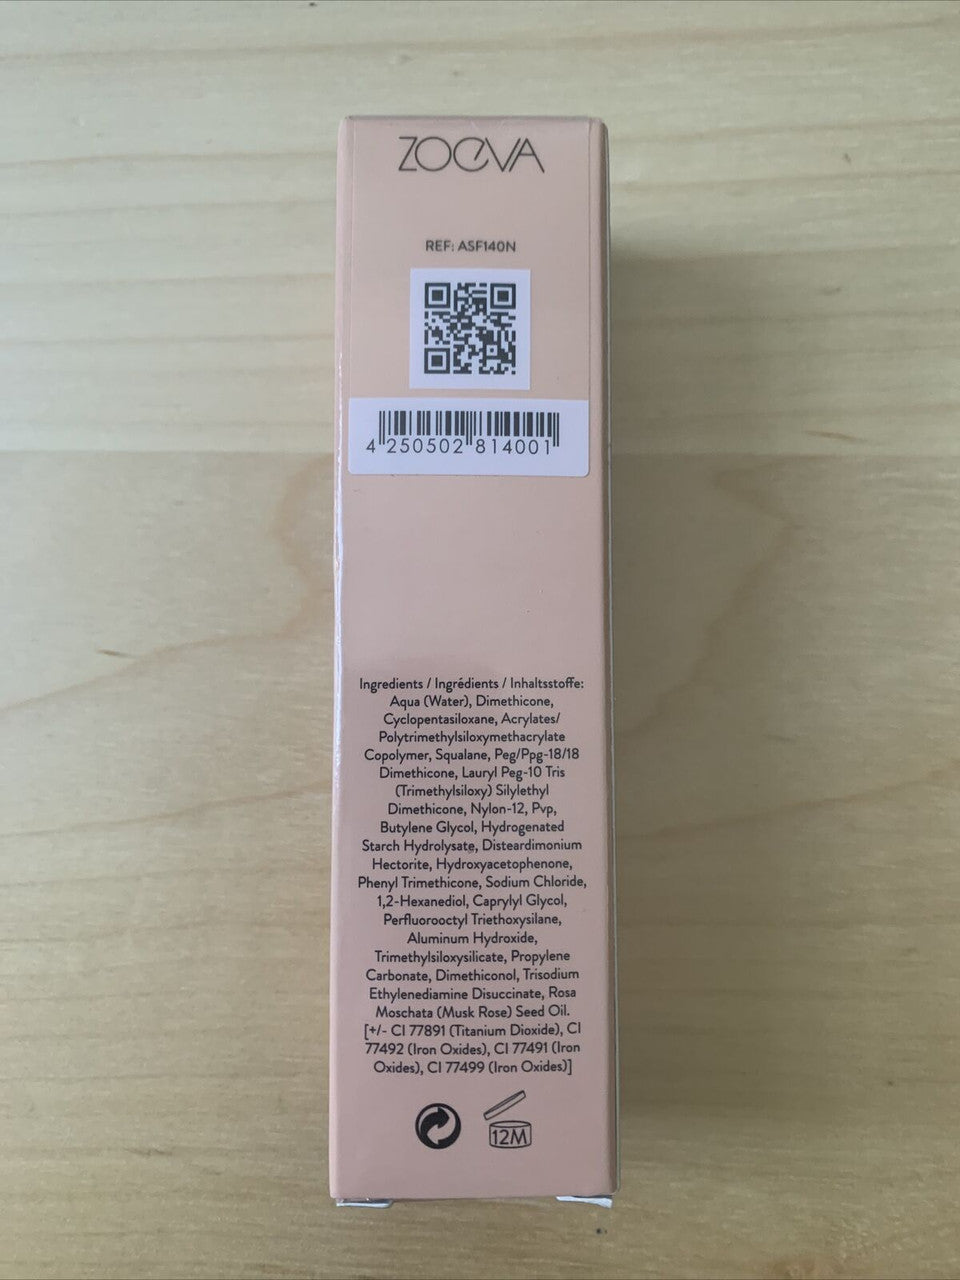 ZOEVA
REF: ASF140N
4 250502 814001
Ingredients / Ingrédients / Inhaltsstoffe:
Aqua (Water), Dimethicone,
Cyclopentasiloxane, Acrylates/
Polytrimethylsiloxymethacrylate
Copolymer, Squalane, Peg/Ppg-18/18
Dimethicone, Lauryl Peg-10 Tris
(Trimethylsiloxy) Silylethyl
Dimethicone, Nylon-12, Pvp,
Butylene Glycol, Hydrogenated
Starch Hydrolysate, Disteardimonium
Hectorite, Hydroxyacetophenone,
Phenyl Trimethicone, Sodium Chloride,
1,2-Hexanediol, Caprylyl Glycol,
Perfluorooctyl Triethoxysilane,
Aluminum Hydroxide,
Trimethylsiloxysilicate, Propylene
Carbonate, Dimethiconol, Trisodium
Ethylenediamine Disuccinate, Rosa
Moschata (Musk Rose) Seed Oil.
[+/- CI 77891 (Titanium Dioxide), CI
77492 (Iron Oxides), CI 77491 (Iron
Oxides), CI 77499 (Iron Oxides)]
12M